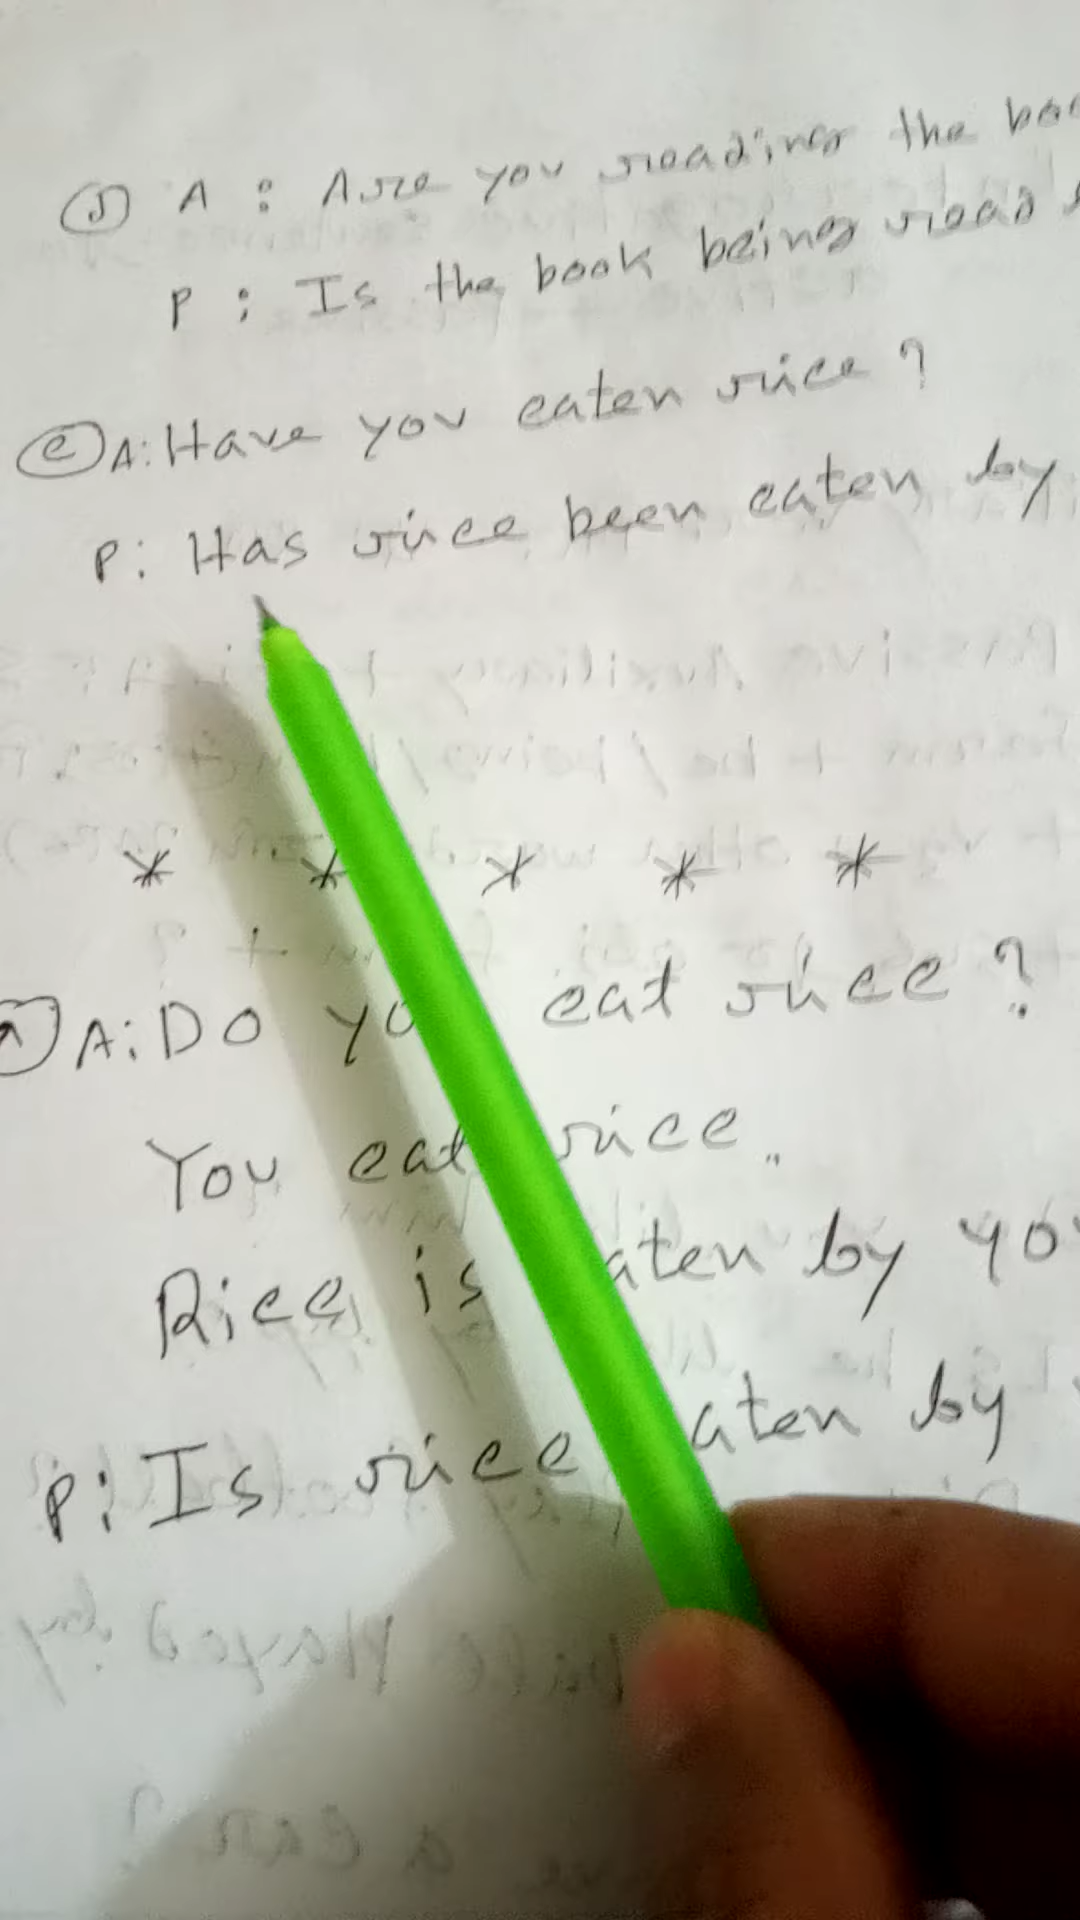 A : Are you reading the
P : Is the book being read
e A: Have you eaten rice ?
P: Has rice been eaten by
* * * * *
A: Do eat rice ?
You eat rice.
Rice is by
P: Is rice by